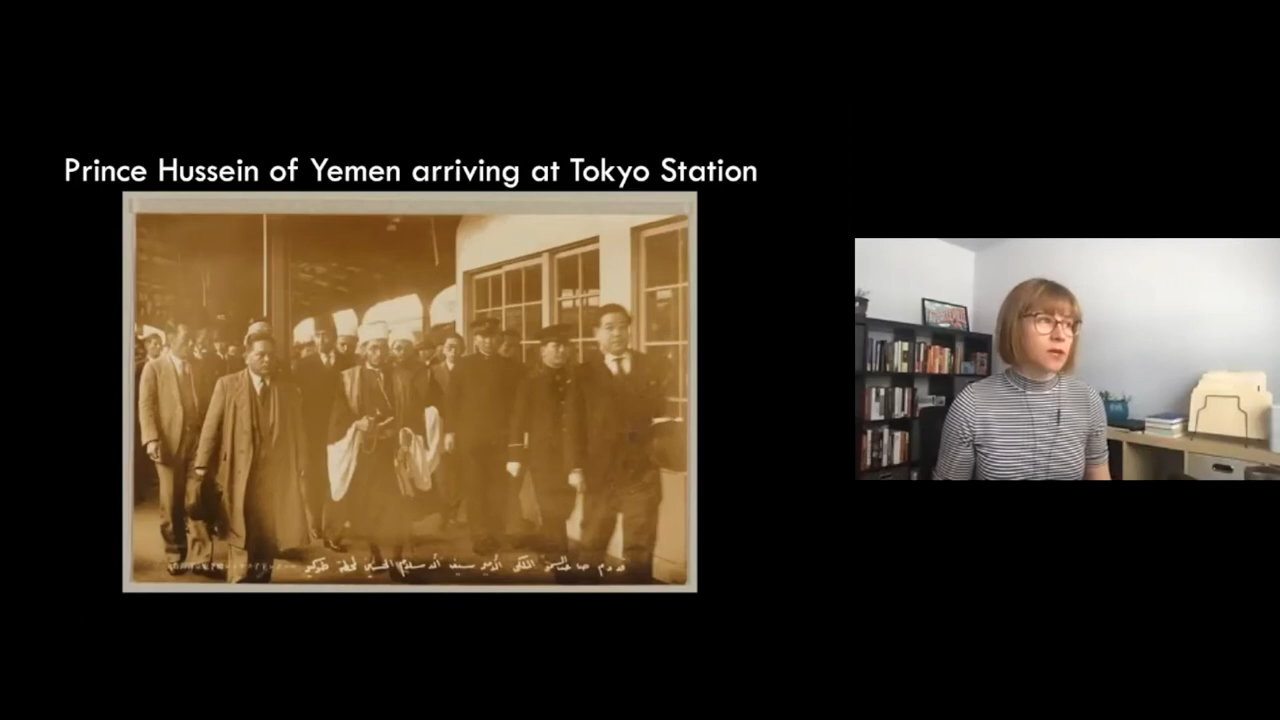 Prince Hussein of Yemen arriving at Tokyo Station
قدوم صاحب السمو الملكي الأمير سيف الاسلام الحسين لمحطة طوكيو